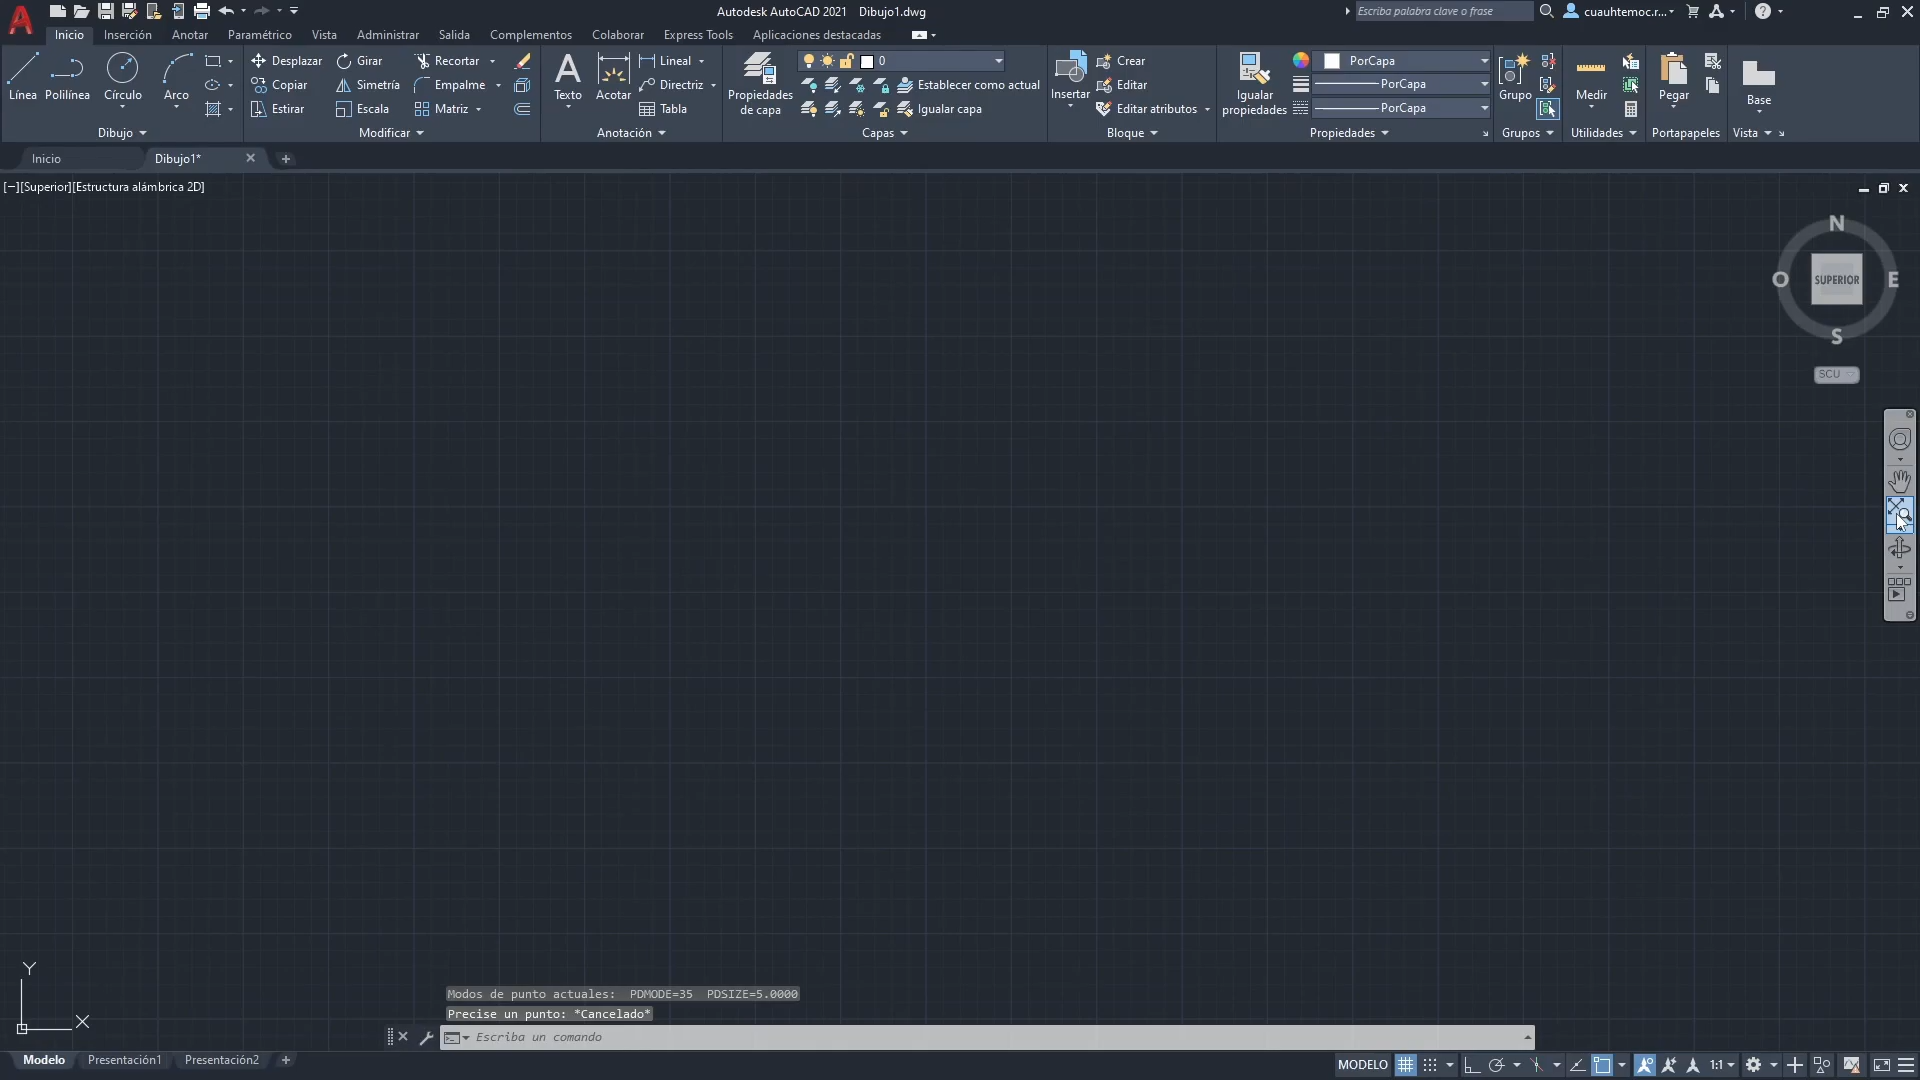 Autodesk AutoCAD 2021 Dibujo1.dwg
Escriba palabra clave o frase
cuauhtemoc.r...
Inicio Inserción Anotar Paramétrico Vista Administrar Salida Complementos Colaborar Express Tools Aplicaciones destacadas
Línea Polilínea Círculo Arco
Dibujo
Desplazar Girar Recortar
Copiar Simetría Empalme
Estirar Escala Matriz
Modificar
Texto Acotar
Lineal
Directriz
Tabla
Anotación
Propiedades
de capa
0
Establecer como actual
Igualar capa
Capas
Insertar
Crear
Editar
Editar atributos
Bloque
Igualar
propiedades
PorCapa
PorCapa
PorCapa
Propiedades
Grupo
Grupos
Medir
Utilidades
Pegar
Portapapeles
Base
Vista
Inicio Dibujo1*
[−][Superior][Estructura alámbrica 2D]
N
O SUPERIOR E
S
SCU
Y
X
Modos de punto actuales: PDMODE=35 PDSIZE=5.0000
Precise un punto: *Cancelado*
Escriba un comando
Modelo Presentación1 Presentación2
MODELO 1:1